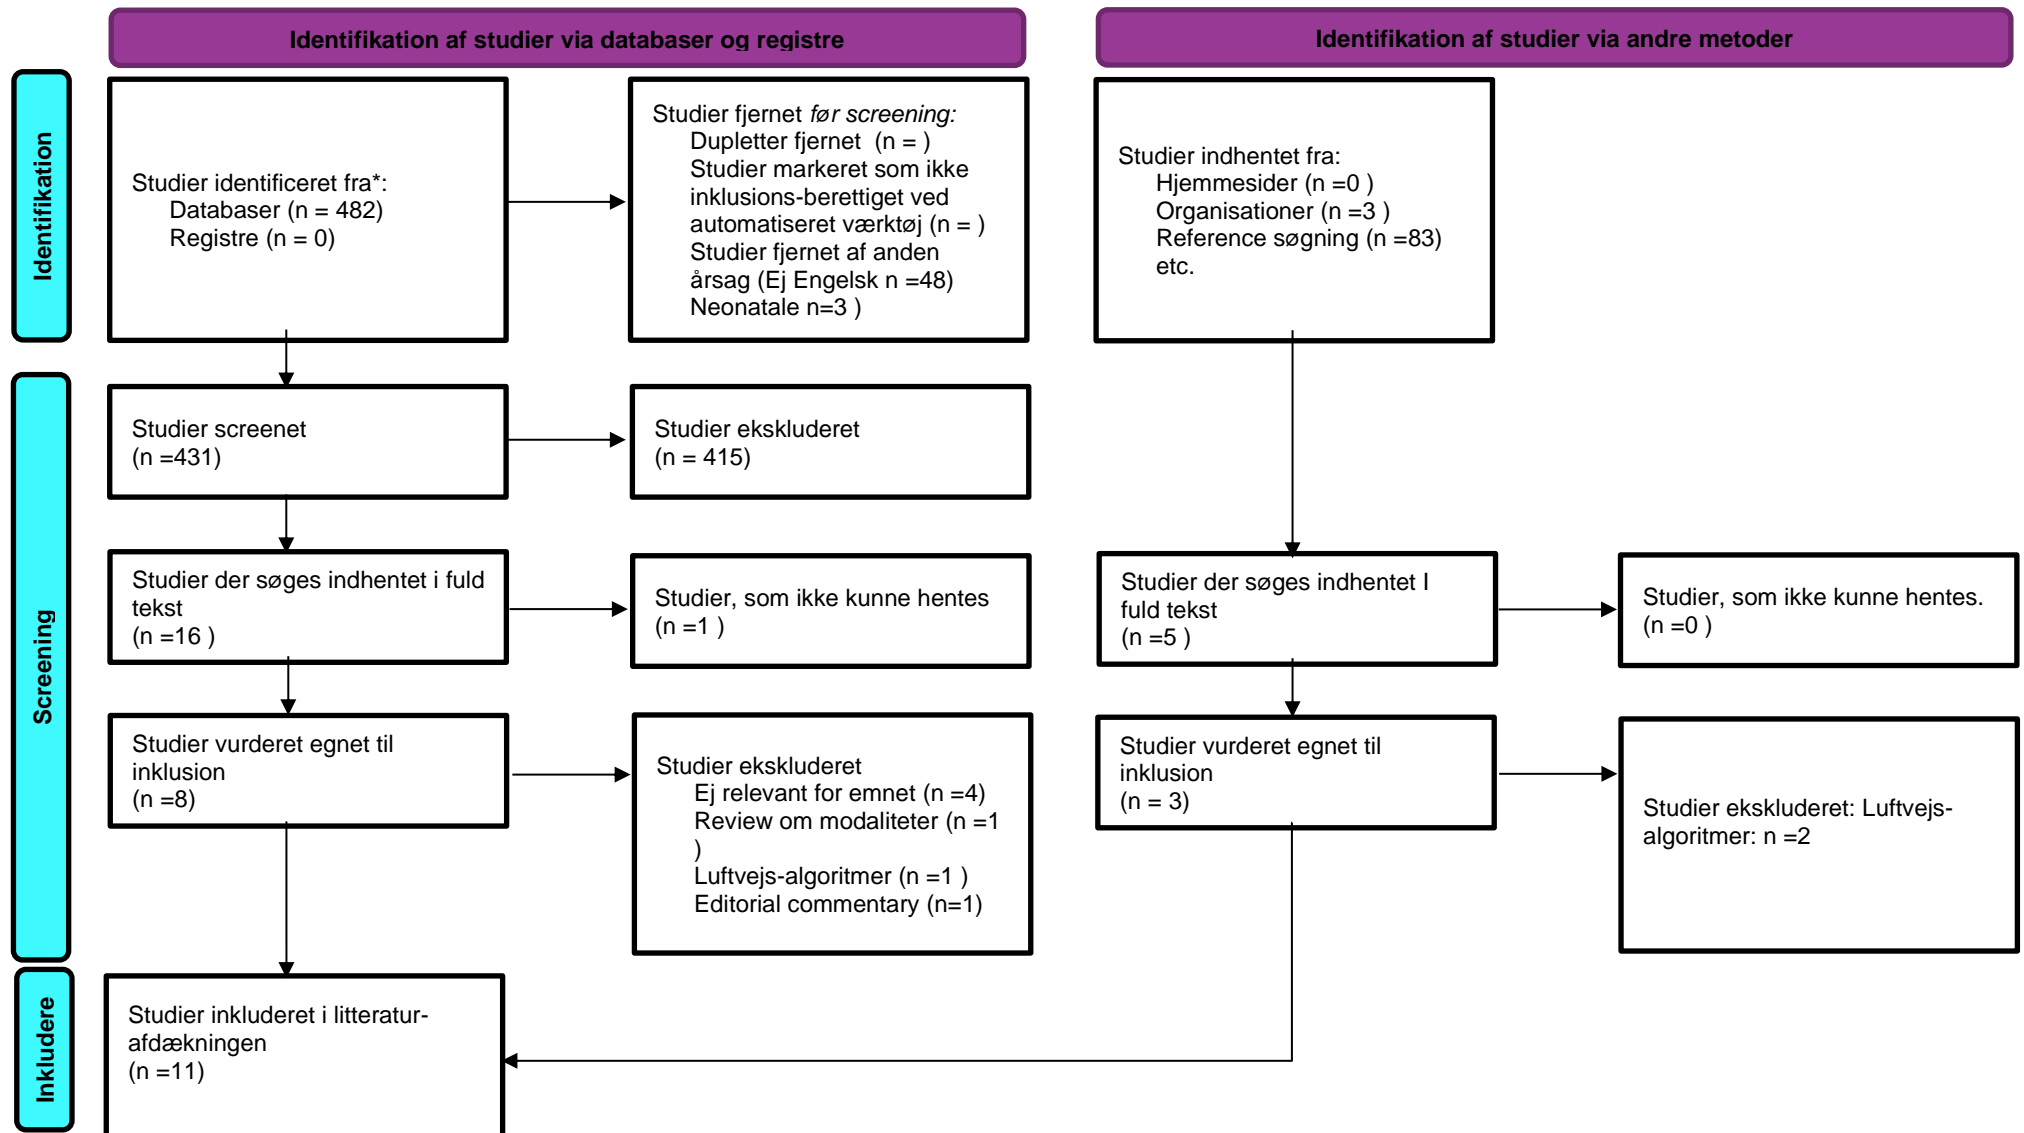 Identifikation af studier via databaser og registre
Identifikation af studier via andre metoder
Identifikation
Studier identificeret fra*:
Databaser (n = 482)
Registre (n = 0)
Studier fjernet før screening:
Dupletter fjernet  (n = )
Studier markeret som ikke
inklusions-berettiget ved
automatiseret værktøj (n = )
Studier fjernet af anden
årsag (Ej Engelsk n =48)
Neonatale n=3 )
Studier indhentet fra:
Hjemmesider (n =0 )
Organisationer (n =3 )
Reference søgning (n =83)
etc.
Screening
Studier screenet
(n =431)
Studier ekskluderet
(n = 415)
Studier der søges indhentet i fuld
tekst
(n =16 )
Studier, som ikke kunne hentes
(n =1 )
Studier der søges indhentet I
fuld tekst
(n =5 )
Studier, som ikke kunne hentes.
(n =0 )
Studier vurderet egnet til
inklusion
(n =8)
Studier ekskluderet
Ej relevant for emnet (n =4)
Review om modaliteter (n =1
)
Luftvejs-algoritmer (n =1 )
Editorial commentary (n=1)
Studier vurderet egnet til
inklusion
(n = 3)
Studier ekskluderet: Luftvejs-
algoritmer: n =2
Inkludere
Studier inkluderet i litteratur-
afdækningen
(n =11)